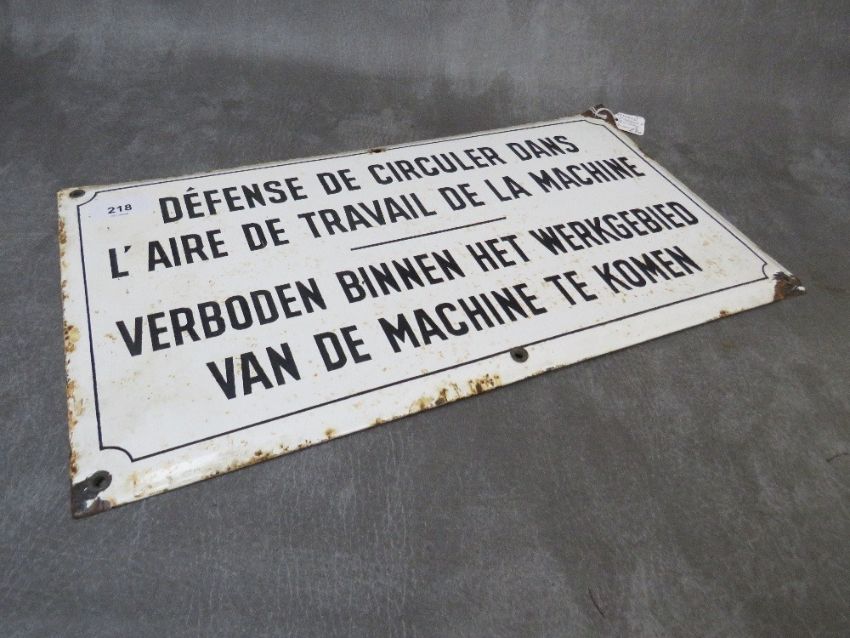 218
DÉFENSE DE CIRCULER DANS
L'AIRE DE TRAVAIL DE LA MACHINE
VERBODEN BINNEN HET WERKGEBIED
VAN DE MACHINE TE KOMEN